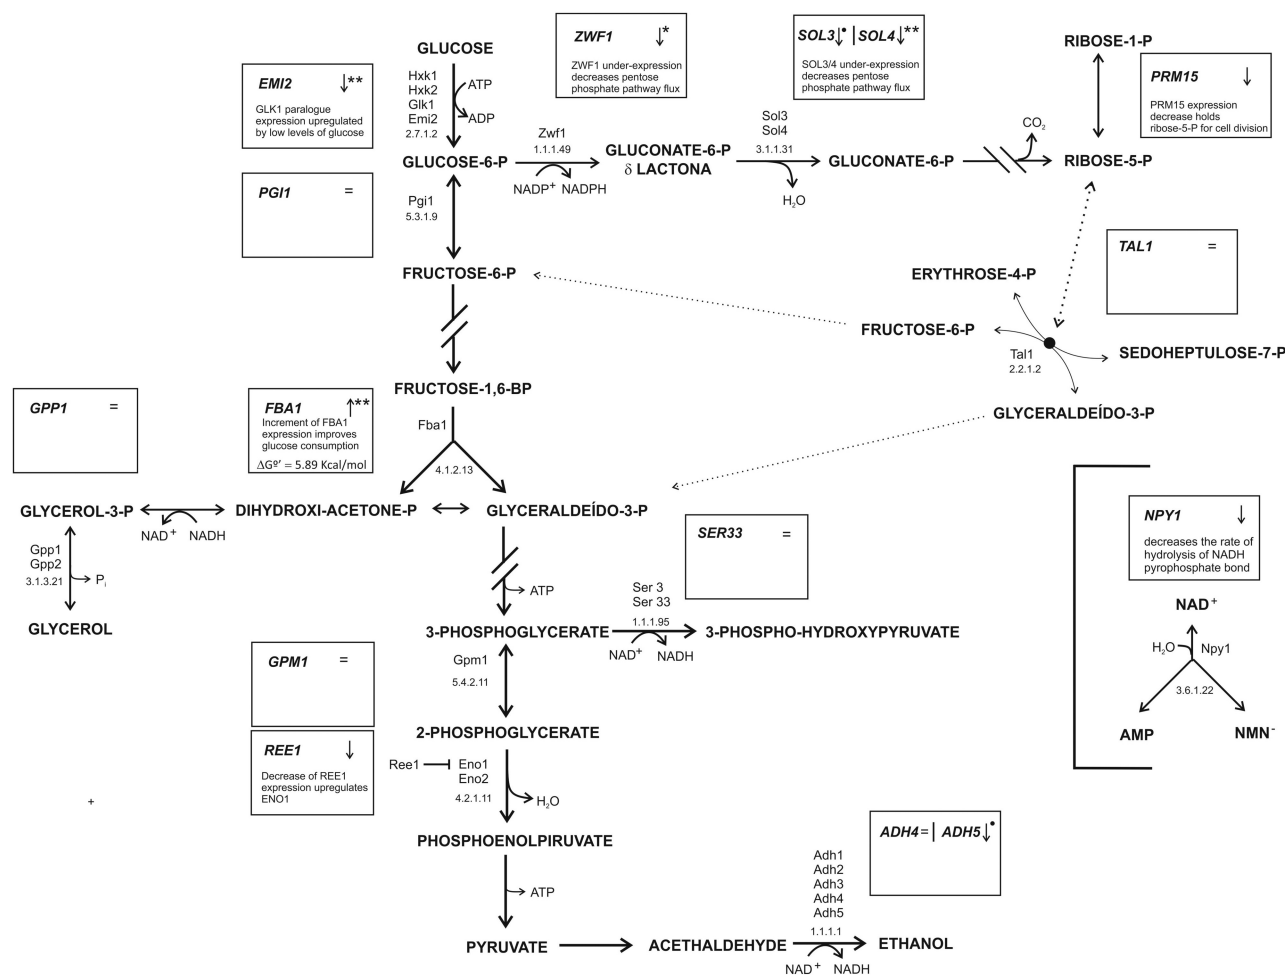 GLUCOSE
Hxk1
Hxk2
Glk1
Emi2
2.7.1.2
ATP
ADP
EMI2 ↓**
GLK1 paralogue
expression upregulated
by low levels of glucose
ZWF1 ↓*
ZWF1 under-expression
decreases pentose
phosphate pathway flux
SOL3↓• | SOL4↓**
SOL3/4 under-expression
decreases pentose
phosphate pathway flux
RIBOSE-1-P
PRM15 ↓
PRM15 expression
decrease holds
ribose-5-P for cell division
GLUCOSE-6-P
Zwf1
1.1.1.49
NADP⁺ NADPH
GLUCONATE-6-P
δ LACTONA
Sol3
Sol4
3.1.1.31
H₂O
GLUCONATE-6-P
CO₂
RIBOSE-5-P
PGI1 =
Pgi1
5.3.1.9
TAL1 =
FRUCTOSE-6-P
ERYTHROSE-4-P
FRUCTOSE-6-P
Tal1
2.2.1.2
SEDOHEPTULOSE-7-P
GLYCERALDEÍDO-3-P
FRUCTOSE-1,6-BP
GPP1 =
FBA1 ↑**
Increment of FBA1
expression improves
glucose consumption
ΔGº’ = 5.89 Kcal/mol
Fba1
4.1.2.13
GLYCEROL-3-P
NAD⁺ NADH
DIHYDROXI-ACETONE-P
GLYCERALDEÍDO-3-P
Gpp1
Gpp2
3.1.3.21
Pᵢ
GLYCEROL
SER33 =
ATP
NPY1 ↓
decreases the rate of
hydrolysis of NADH
pyrophosphate bond
NAD⁺
H₂O
Npy1
3.6.1.22
AMP
NMN⁻
3-PHOSPHOGLYCERATE
Ser 3
Ser 33
1.1.1.95
NAD⁺ NADH
3-PHOSPHO-HYDROXYPYRUVATE
GPM1 =
Gpm1
5.4.2.11
2-PHOSPHOGLYCERATE
REE1 ↓
Decrease of REE1
expression upregulates
ENO1
Ree1
Eno1
Eno2
4.2.1.11
H₂O
+
PHOSPHOENOLPIRUVATE
ATP
ADH4= | ADH5↓•
Adh1
Adh2
Adh3
Adh4
Adh5
1.1.1.1
PYRUVATE
ACETHALDEHYDE
NAD⁺ NADH
ETHANOL